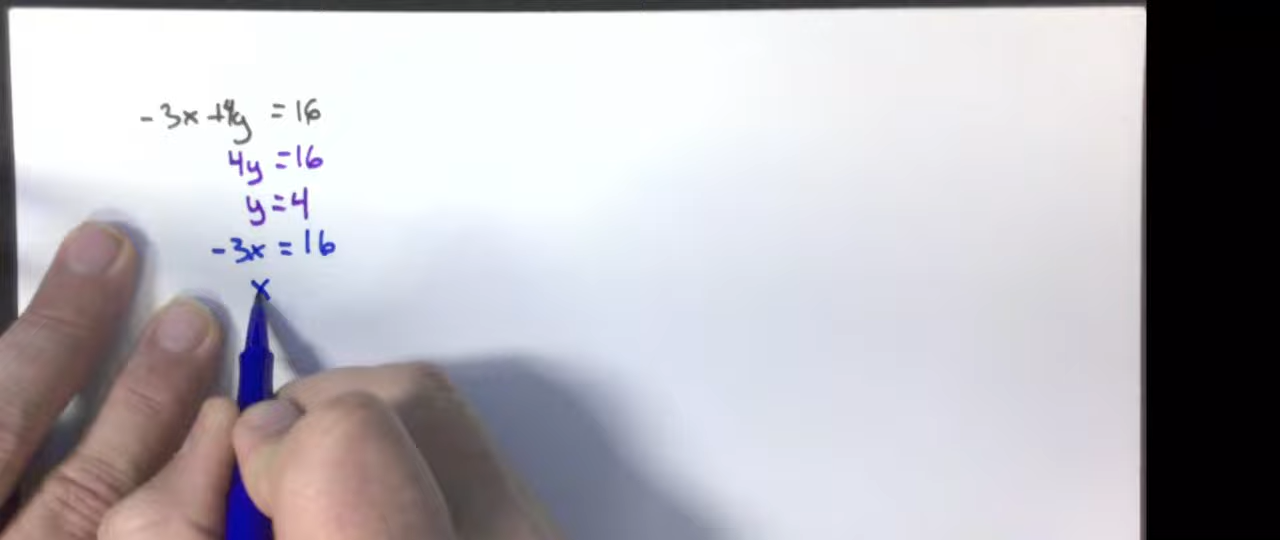 -3x+4y = 16
4y = 16
y = 4
-3x = 16
x